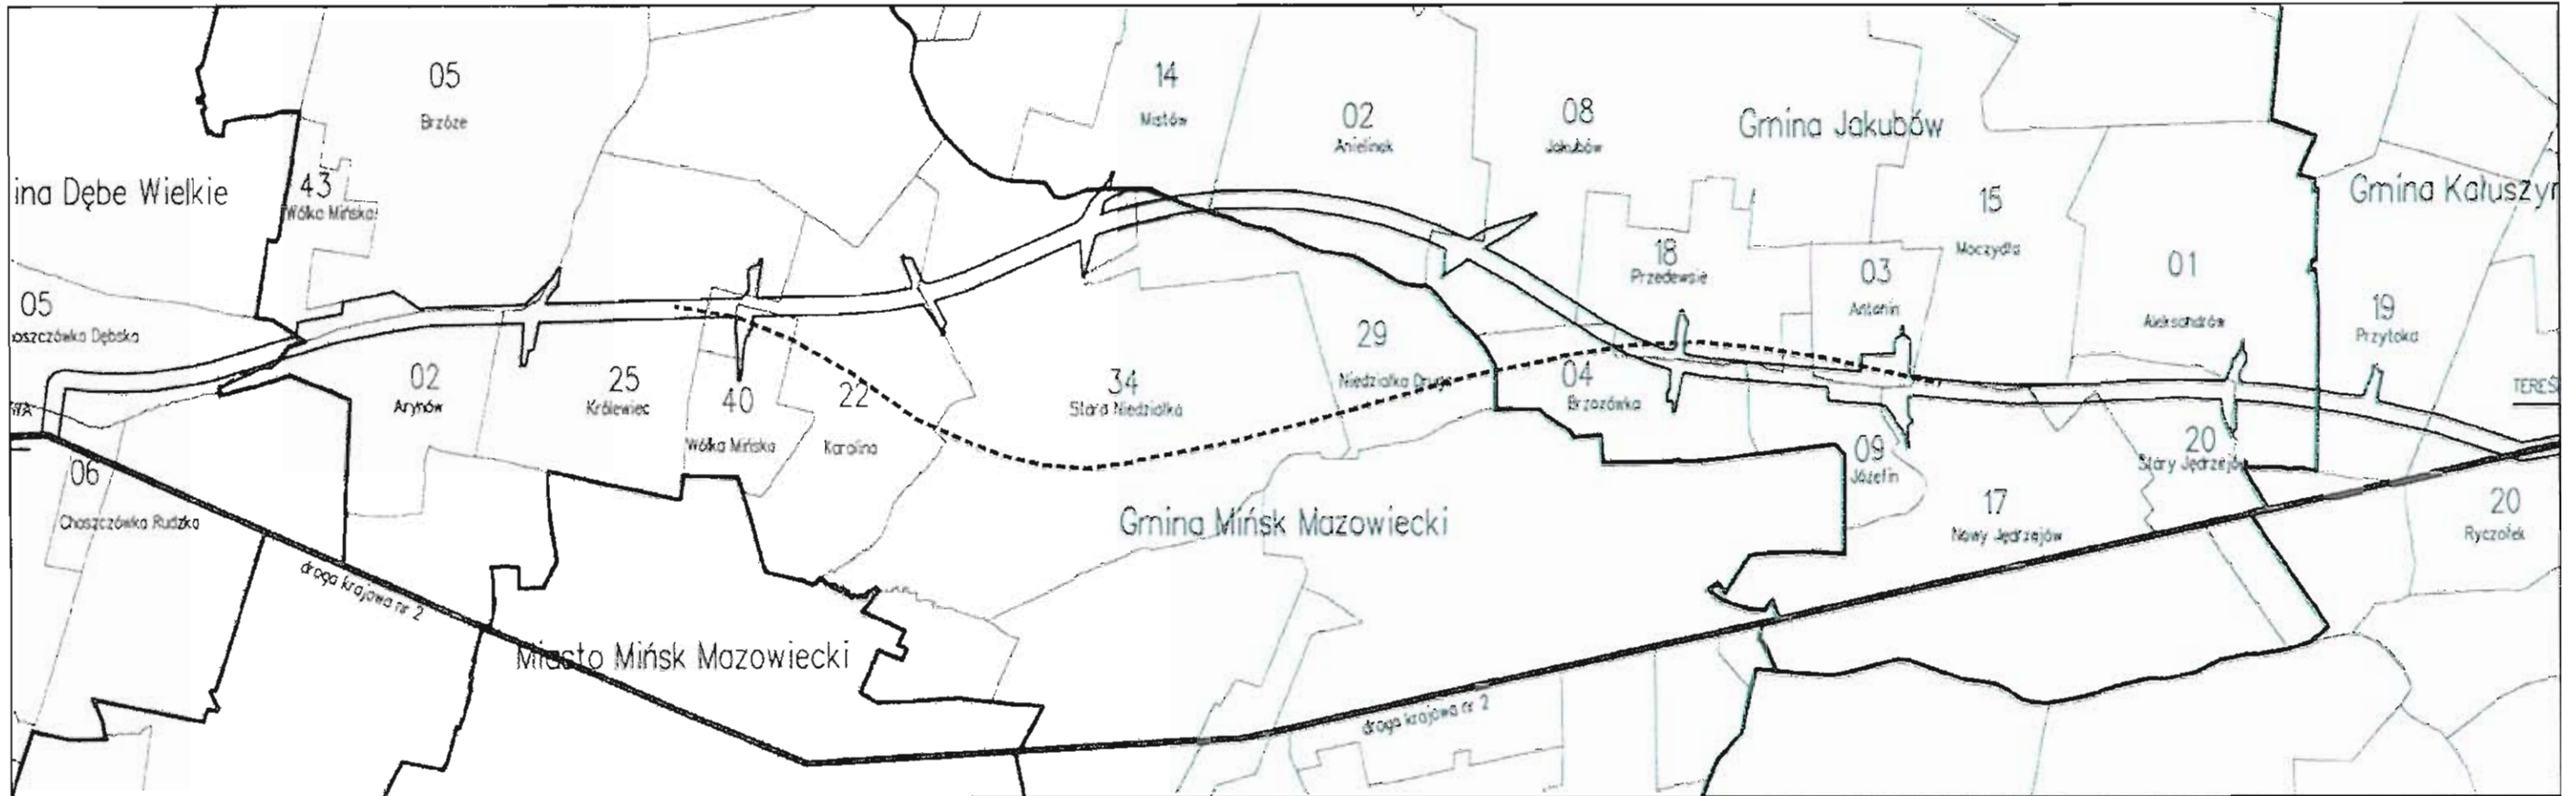 05
Brzóze
14
Mistów
02
Anielinek
08
Jakubów
Gmina Jakubów
ina Dębe Wielkie
43
Wólka Mińska
15
Moczydła
Gmina Kałuszyn
18
Przedewsie
03
Antonin
01
Aleksandrów
19
Przytoka
05
oszczówka Dębska
29
Niedziałka Druga
02
Arynów
25
Królewiec
40
Wólka Mińska
22
Karolina
34
Stara Niedziałka
04
Brzozówka
TERES
09
Józefin
20
Stary Jędrzejów
06
Choszczówka Rudzka
Gmina Mińsk Mazowiecki
17
Nowy Jędrzejów
20
Ryczołek
droga krajowa nr 2
Miasto Mińsk Mazowiecki
droga krajowa nr 2